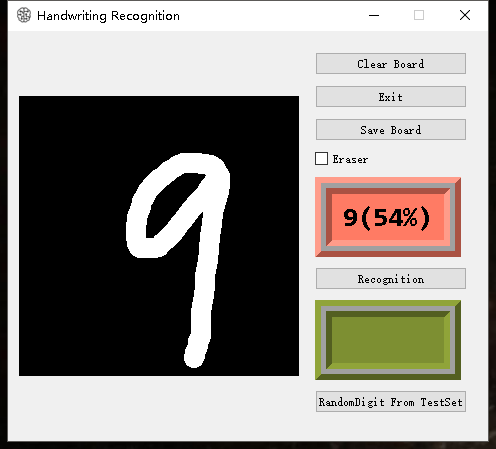 Handwriting Recognition
Clear Board
Exit
Save Board
Eraser
9
9(54%)
Recognition
RandomDigit From TestSet